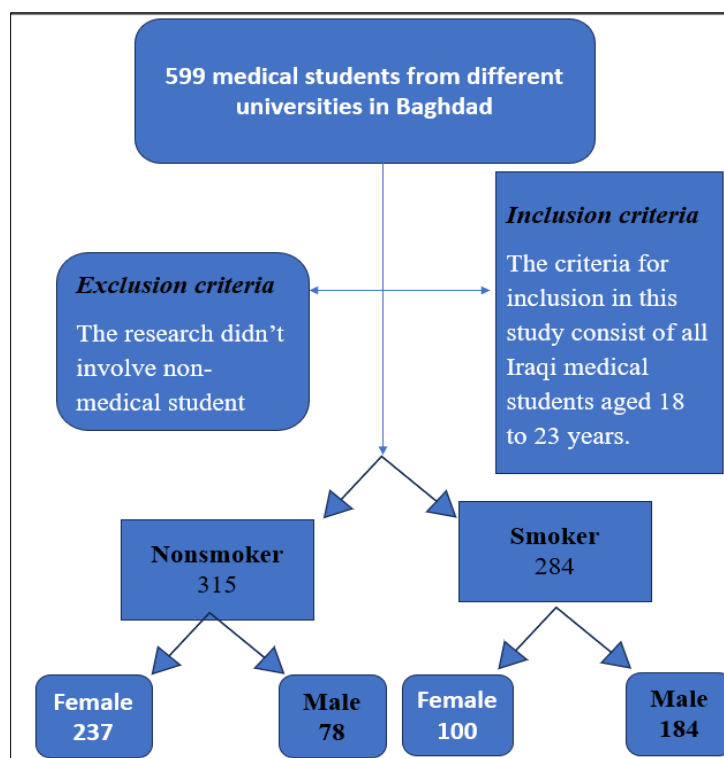 599 medical students from different
universities in Baghdad
Inclusion criteria
The criteria for
inclusion in this
study consist of all
Iraqi medical
students aged 18
to 23 years.
Exclusion criteria
The research didn’t
involve non-
medical student
Nonsmoker
315
Smoker
284
Female
237
Male
78
Female
100
Male
184